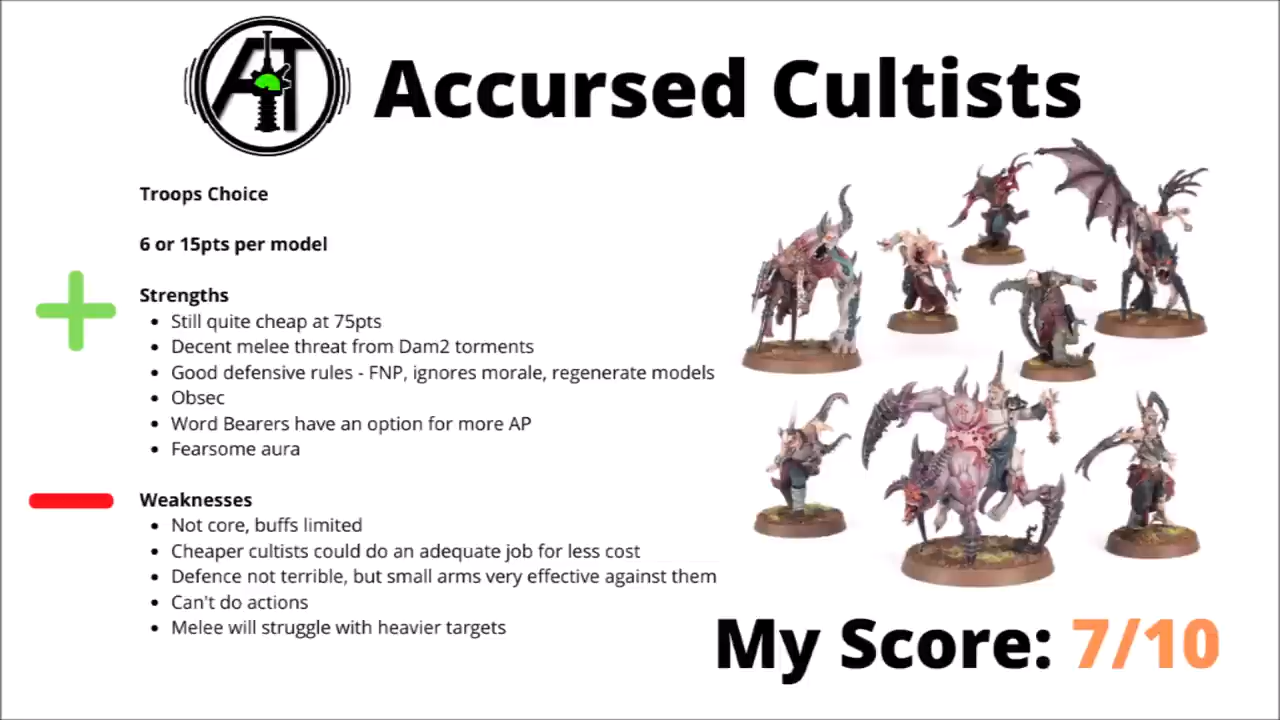 AT
Accursed Cultists
Troops Choice
6 or 15pts per model
Strengths
• Still quite cheap at 75pts
• Decent melee threat from Dam2 torments
• Good defensive rules - FNP, ignores morale, regenerate models
• Obsec
• Word Bearers have an option for more AP
• Fearsome aura
Weaknesses
• Not core, buffs limited
• Cheaper cultists could do an adequate job for less cost
• Defence not terrible, but small arms very effective against them
• Can't do actions
• Melee will struggle with heavier targets
My Score: 7/10